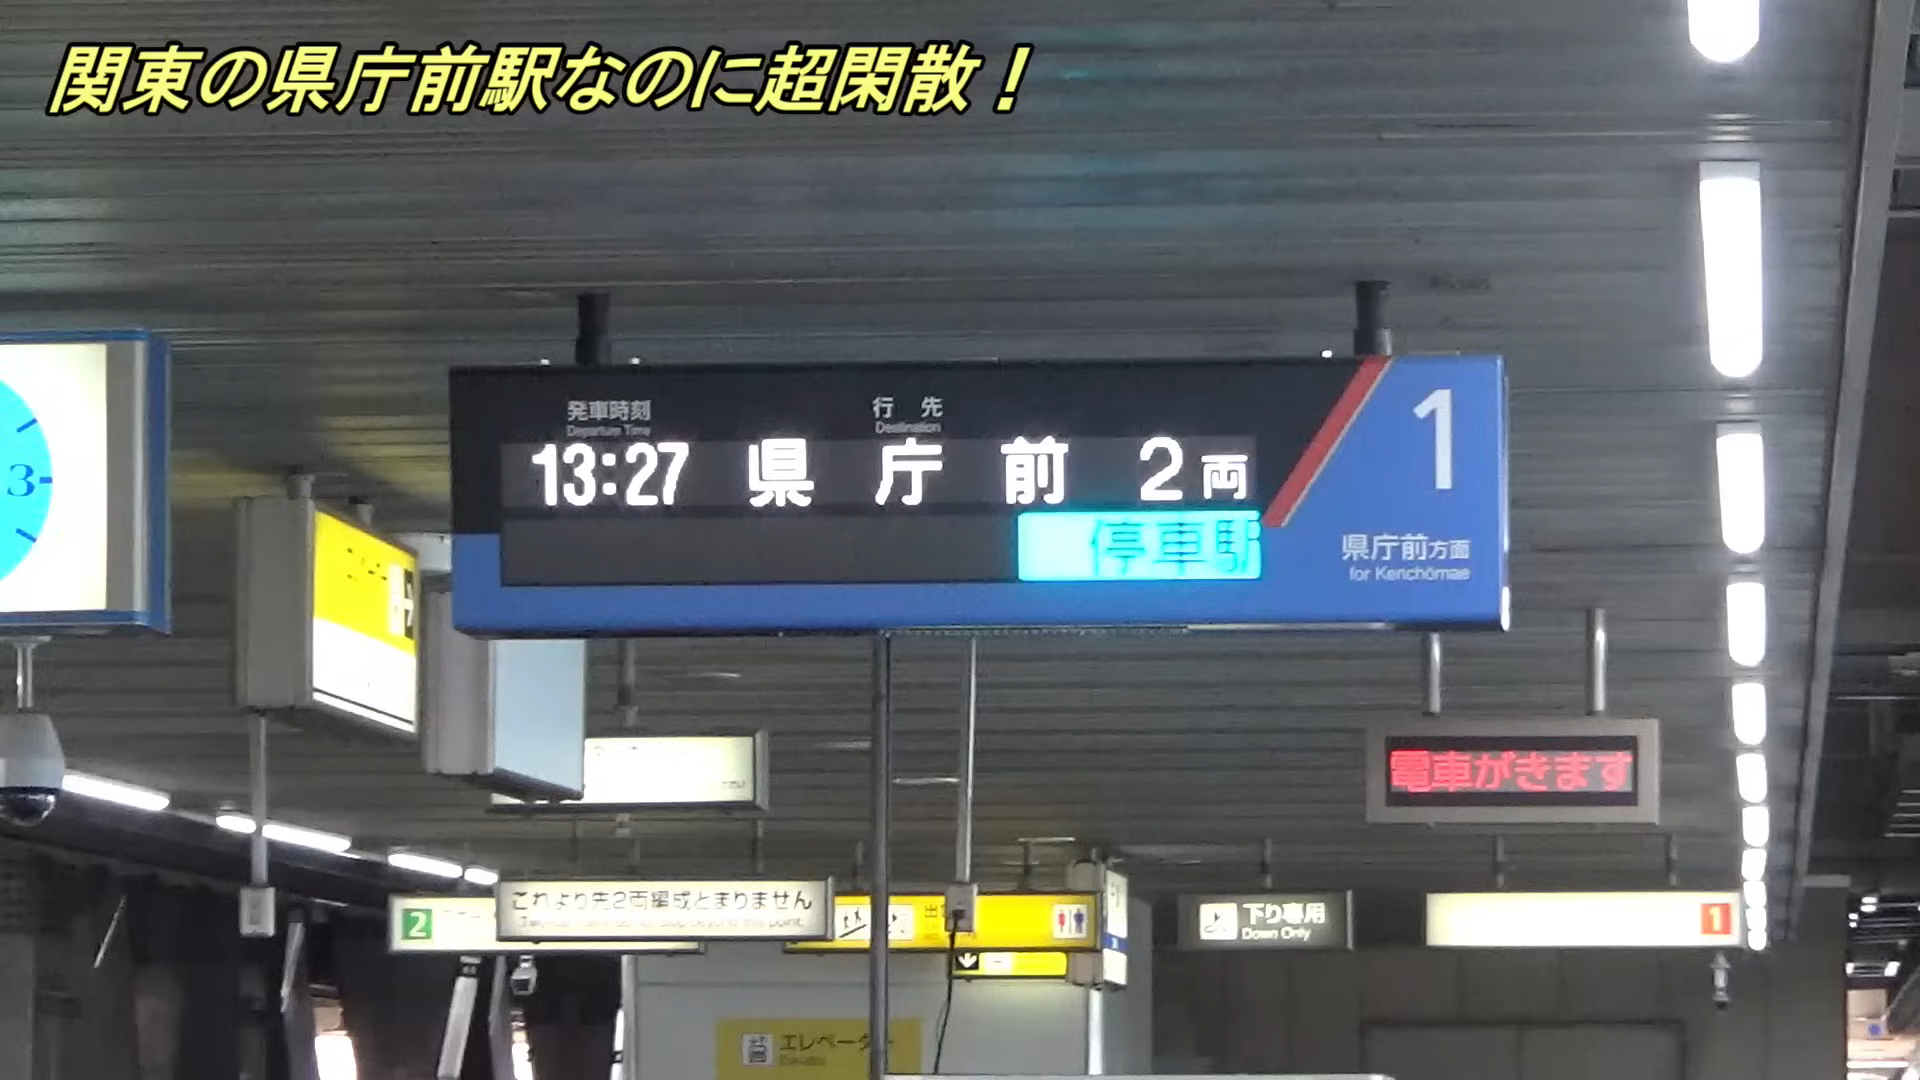 関東の県庁前駅なのに超閑散！
発車時刻
Departure Time
行先
Destination
13:27 県庁前 2両
停車駅
1
県庁前方面
for Kenchōmae
3
電車がきます
これより先2両編成とまりません
2
下り専用
Down Only
1
エレベーター